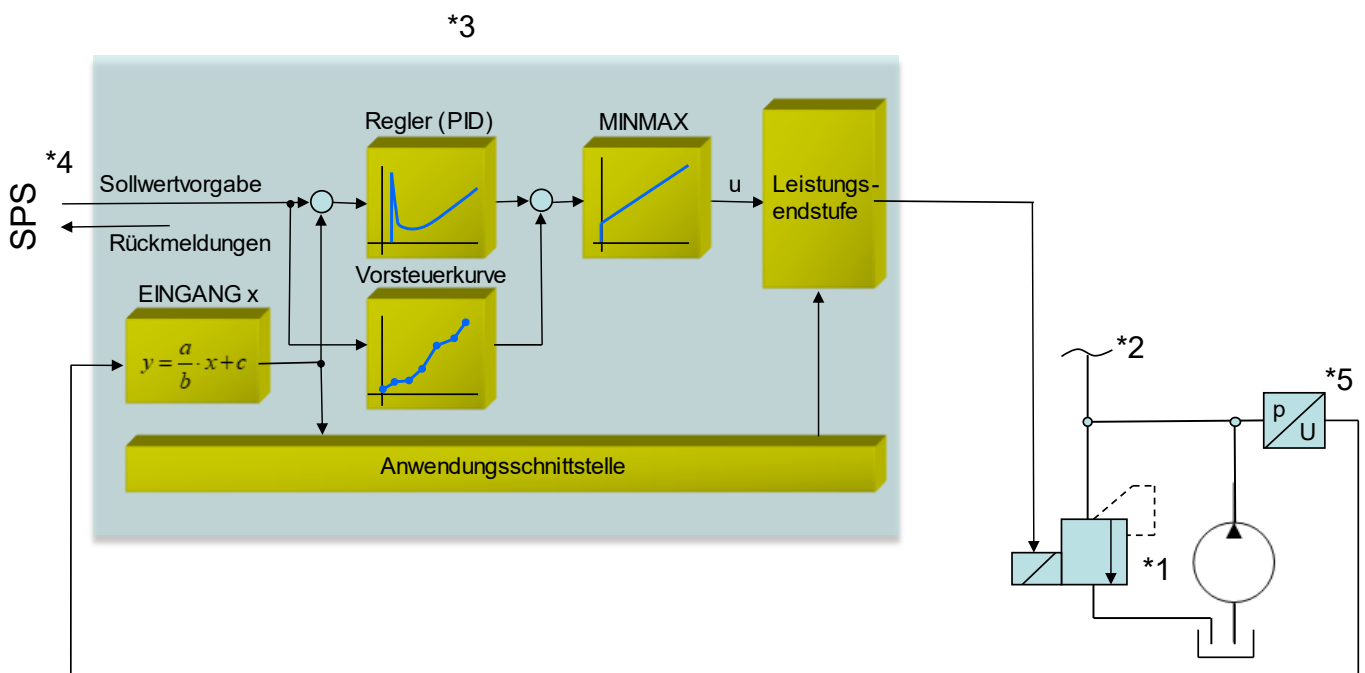 *3
Regler (PID)
MINMAX
*4
SPS
Sollwertvorgabe
Rückmeldungen
u
Leistungs-
endstufe
Vorsteuerkurve
EINGANG x
y = a/b · x + c
Anwendungsschnittstelle
*2
*5
p
U
*1